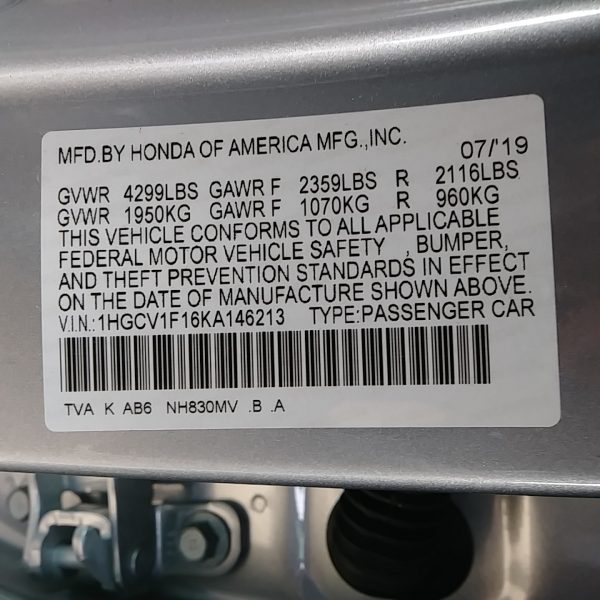 MFD.BY HONDA OF AMERICA MFG.,INC. 07/'19
GVWR 4299LBS GAWR F 2359LBS R 2116LBS
GVWR 1950KG GAWR F 1070KG R 960KG
THIS VEHICLE CONFORMS TO ALL APPLICABLE
FEDERAL MOTOR VEHICLE SAFETY , BUMPER,
AND THEFT PREVENTION STANDARDS IN EFFECT
ON THE DATE OF MANUFACTURE SHOWN ABOVE.
V.I.N.:1HGCV1F16KA146213 TYPE:PASSENGER CAR
TVA K AB6 NH830MV .B .A